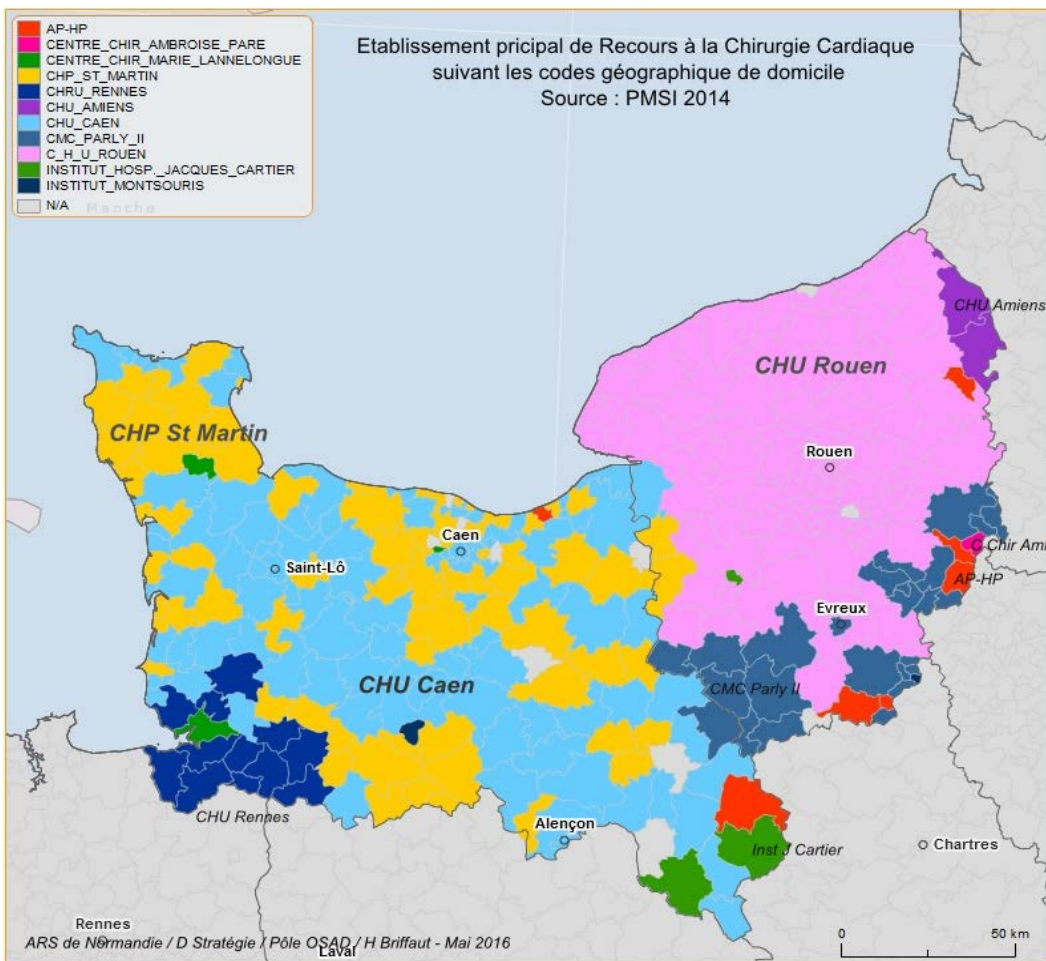 AP-HP
CENTRE_CHIR_AMBROISE_PARE
CENTRE_CHIR_MARIE_LANNELONGUE
CHP_ST_MARTIN
CHRU_RENNES
CHU_AMIENS
CHU_CAEN
CMC_PARLY_II
C_H_U_ROUEN
INSTITUT_HOSP._JACQUES_CARTIER
INSTITUT_MONTSOURIS
N/A
Manche
Etablissement pricipal de Recours à la Chirurgie Cardiaque
suivant les codes géographique de domicile
Source : PMSI 2014
CHU Amiens
CHU Rouen
CHP St Martin
Rouen
Caen
C Chir Am
Saint-Lô
AP-HP
Evreux
CHU Caen
CMC Parly II
CHU Rennes
Alençon
Inst J Cartier
Chartres
Rennes
ARS de Normandie / D Stratégie / Pôle OSAD / H Briffaut - Mai 2016
Laval
0 50 km